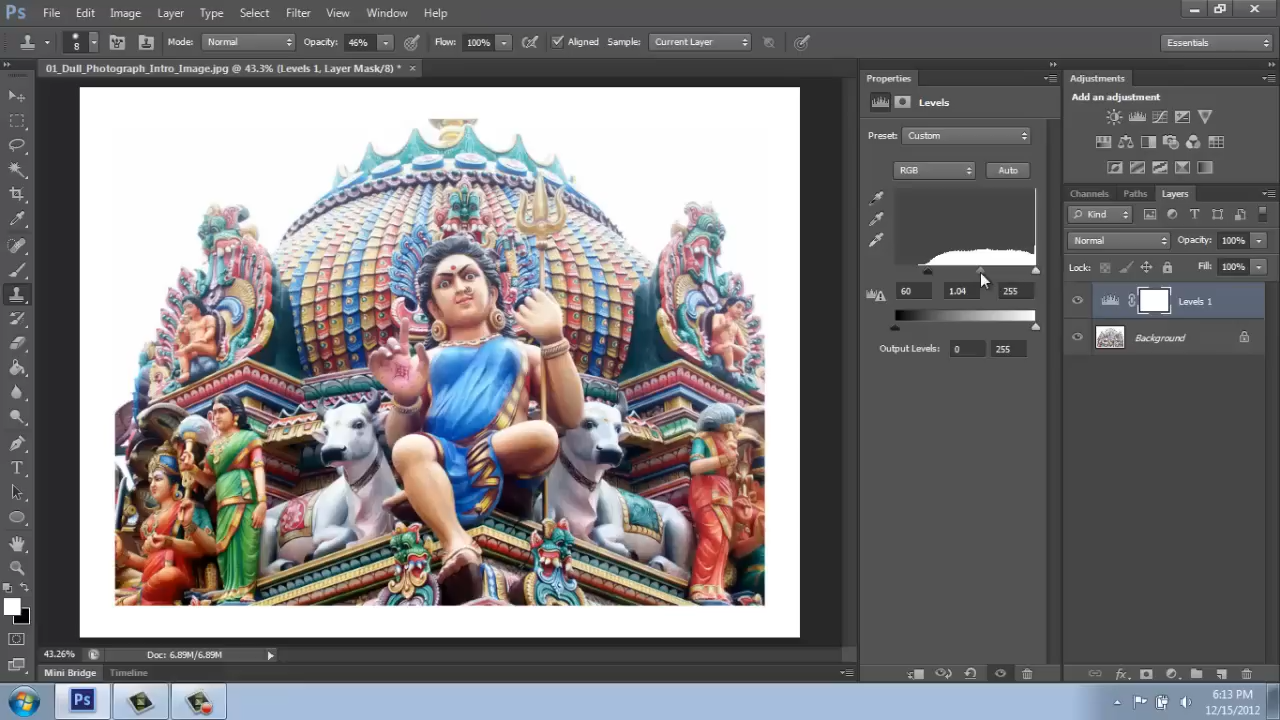 Ps File Edit Image Layer Type Select Filter View Window Help
8 Mode: Normal Opacity: 46% Flow: 100% Aligned Sample: Current Layer Essentials
01_Dull_Photograph_Intro_Image.jpg @ 43.3% (Levels 1, Layer Mask/8) * ×
Properties
Levels
Preset: Custom
RGB Auto
60 1.04 255
Output Levels: 0 255
Adjustments
Add an adjustment
Channels Paths Layers
Kind
Normal Opacity: 100%
Lock: Fill: 100%
Levels 1
Background
43.26% Doc: 6.89M/6.89M
Mini Bridge Timeline
Ps
6:13 PM
12/15/2012